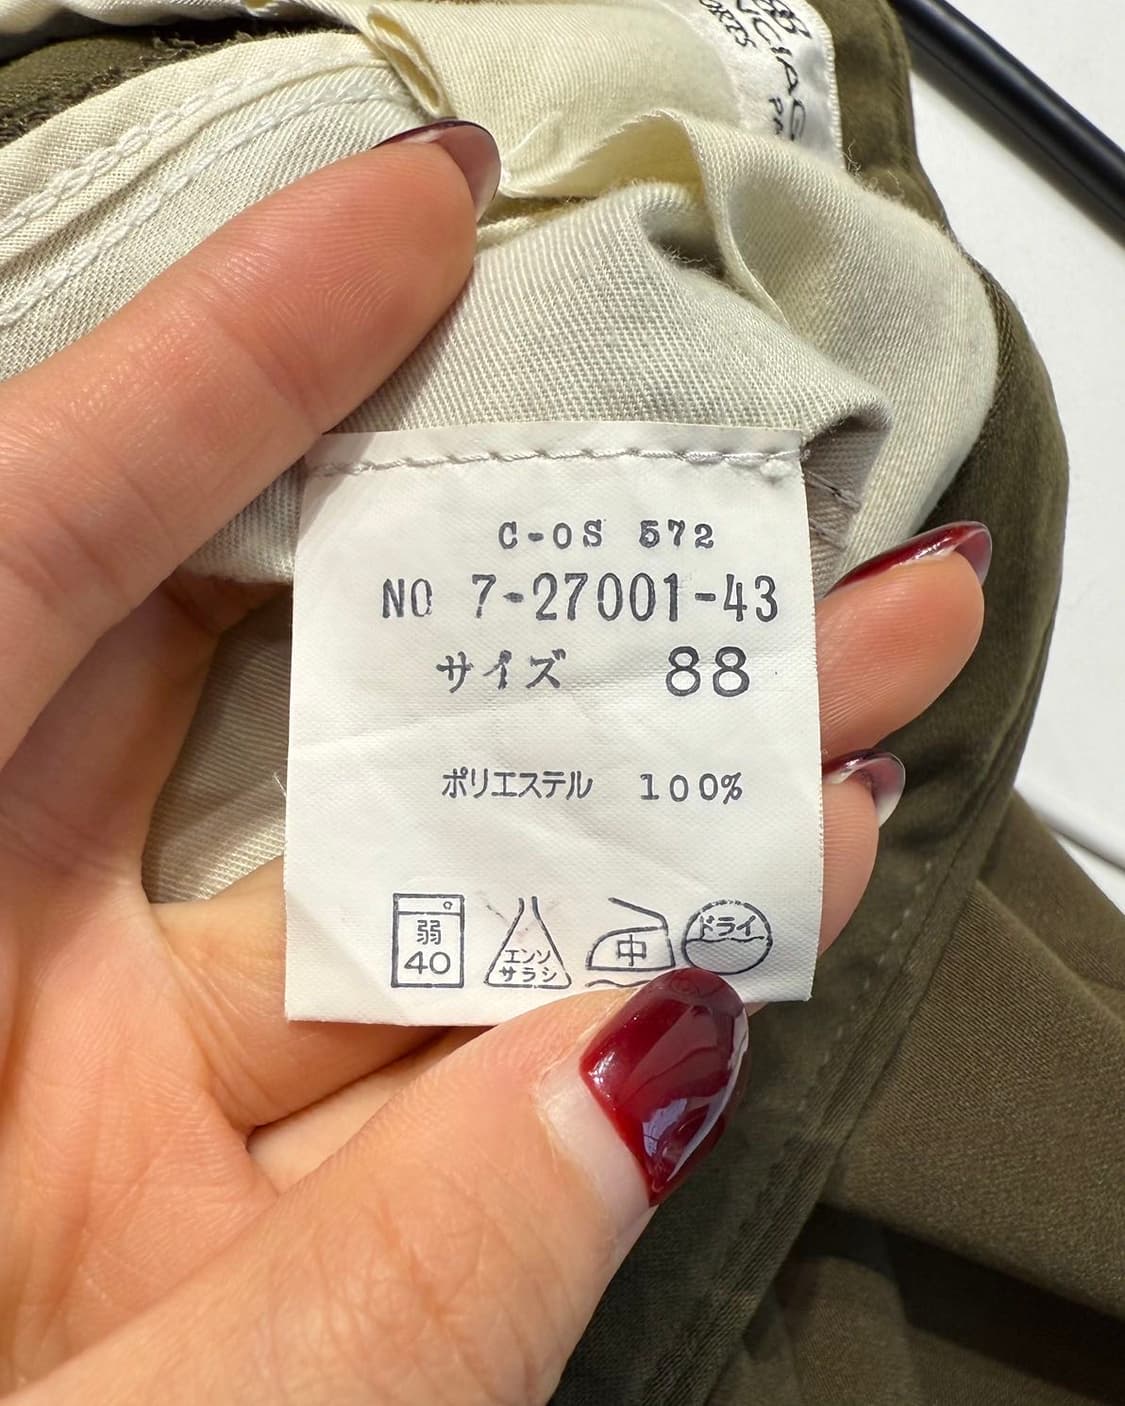 C-0S 572
NO 7-27001-43
サイズ 88
ポリエステル 100%
弱
40
エンソ
サラシ
中
ドライ